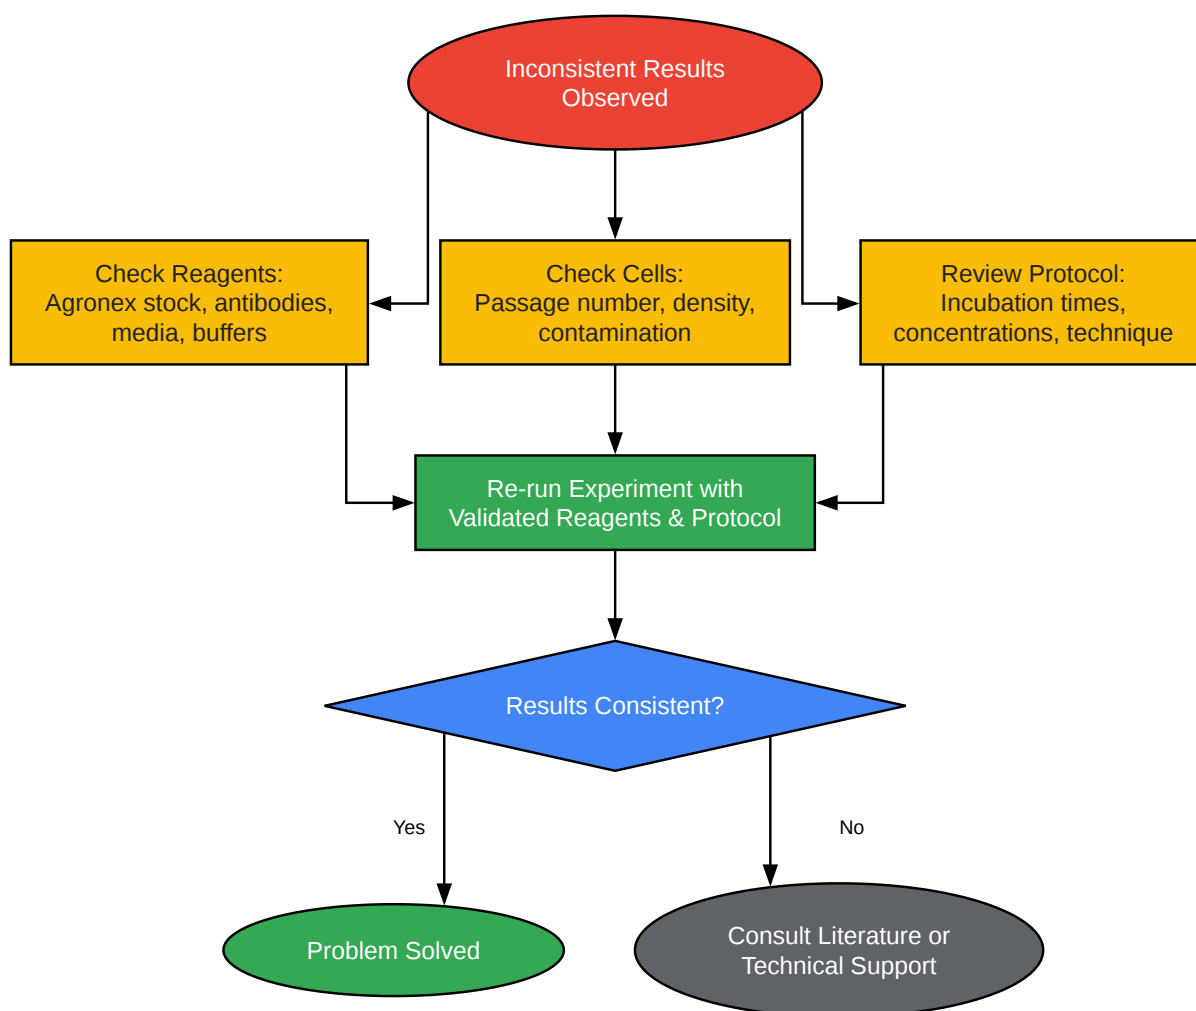 Inconsistent Results
Observed
Check Reagents:
Agronex stock, antibodies,
media, buffers
Check Cells:
Passage number, density,
contamination
Review Protocol:
Incubation times,
concentrations, technique
Re-run Experiment with
Validated Reagents & Protocol
Results Consistent?
Yes
No
Problem Solved
Consult Literature or
Technical Support